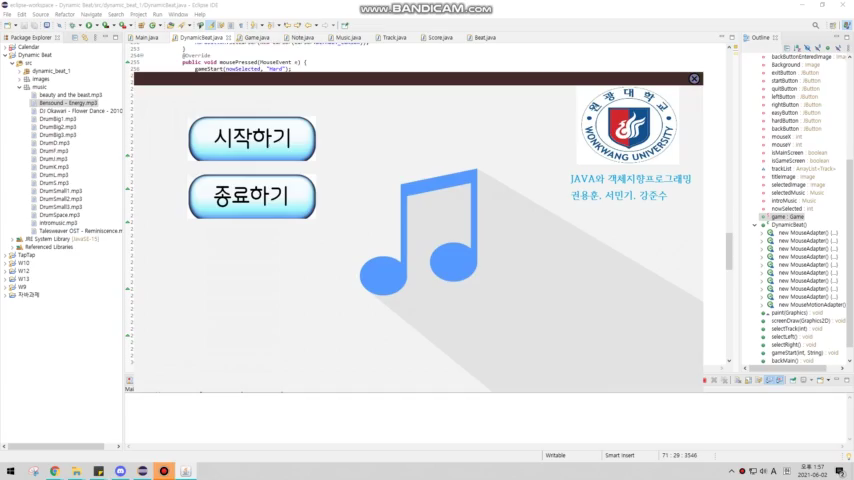 eclipse-workspace - Dynamic Beat/src/dynamic_beat_1/DynamicBeat.java - Eclipse IDE
WWW.BANDICAM.COM
File Edit Source Refactor Navigate Search Project Run Window Help
Package Explorer
Main.java DynamicBeat.java Game.java Note.java Music.java Track.java Score.java Beat.java
Outline
Calendar
Dynamic Beat
src
dynamic_beat_1
images
music
beauty and the beast.mp3
Bensound - Energy.mp3
DJ Okawari - Flower Dance - 2010
DrumBig1.mp3
DrumBig2.mp3
DrumBig3.mp3
DrumD.mp3
DrumF.mp3
DrumJ.mp3
DrumK.mp3
DrumL.mp3
DrumS.mp3
DrumSmall1.mp3
DrumSmall2.mp3
DrumSmall3.mp3
DrumSpace.mp3
intromusic.mp3
Talesweaver OST - Reminiscence.m
JRE System Library [JavaSE-15]
Referenced Libraries
TapTap
W10
W12
W13
W9
자바과제
253 }
254 @Override
255 public void mousePressed(MouseEvent e) {
256 gameStart(nowSelected, "Hard");
시작하기
종료하기
원광대학교
WONKWANG UNIVERSITY
JAVA와 객체지향프로그래밍
권용훈, 서민기, 강준수
backButtonEnteredImage : Image
Background : Image
exitButton : JButton
startButton : JButton
quitButton : JButton
leftButton : JButton
rightButton : JButton
easyButton : JButton
hardButton : JButton
backButton : JButton
mouseX : int
mouseY : int
isMainScreen : boolean
isGameScreen : boolean
trackList : ArrayList<Track>
titleImage : Image
selectedImage : Image
selectedMusic : Music
introMusic : Music
nowSelected : int
game : Game
DynamicBeat()
new MouseAdapter() {...}
new MouseAdapter() {...}
new MouseAdapter() {...}
new MouseAdapter() {...}
new MouseAdapter() {...}
new MouseAdapter() {...}
new MouseAdapter() {...}
new MouseAdapter() {...}
new MouseMotionAdapter() {...}
paint(Graphics) : void
screenDraw(Graphics2D) : void
selectTrack(int) : void
selectLeft() : void
selectRight() : void
gameStart(int, String) : void
backMain() : void
Mai
Writable Smart Insert 71 : 29 : 3546
오후 1:57
2021-06-02